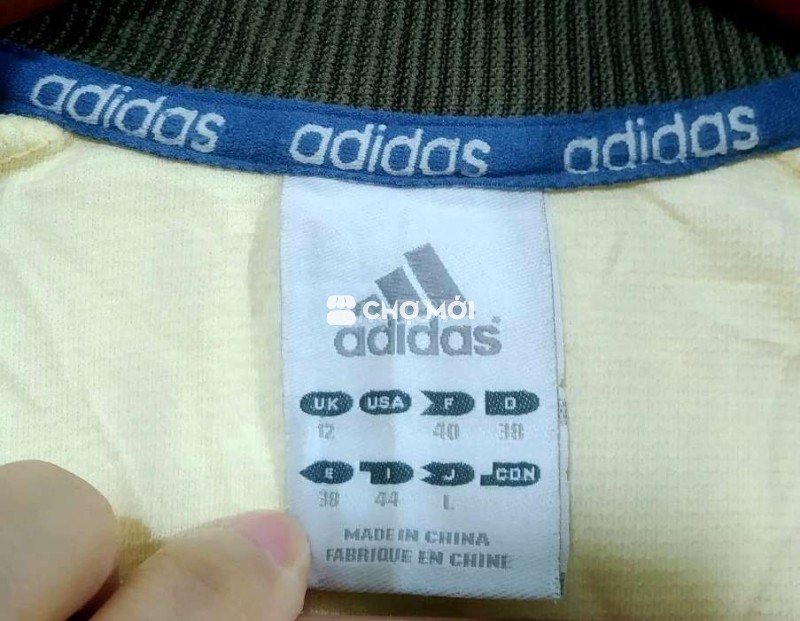 adidas adidas adidas
CHỢ MỚI
adidas
UK USA F D
12 40 38
E I J CDN
38 44 L
MADE IN CHINA
FABRIQUE EN CHINE